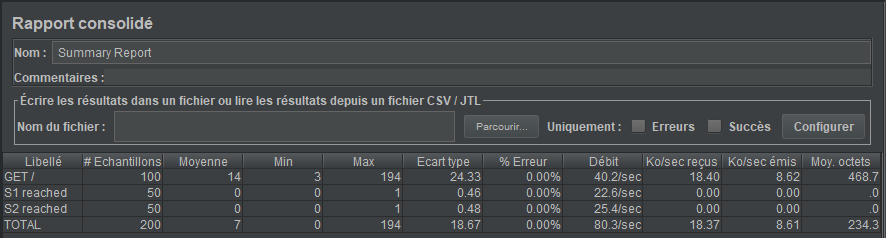 Rapport consolidé
Nom : Summary Report
Commentaires :
Écrire les résultats dans un fichier ou lire les résultats depuis un fichier CSV / JTL
Nom du fichier : Parcourir... Uniquement : Erreurs Succès Configurer
Libellé # Echantillons Moyenne Min Max Ecart type % Erreur Débit Ko/sec reçus Ko/sec émis Moy. octets
GET / 100 14 3 194 24.33 0.00% 40.2/sec 18.40 8.62 468.7
S1 reached 50 0 0 1 0.46 0.00% 22.6/sec 0.00 0.00 .0
S2 reached 50 0 0 1 0.48 0.00% 25.4/sec 0.00 0.00 .0
TOTAL 200 7 0 194 18.67 0.00% 80.3/sec 18.37 8.61 234.3